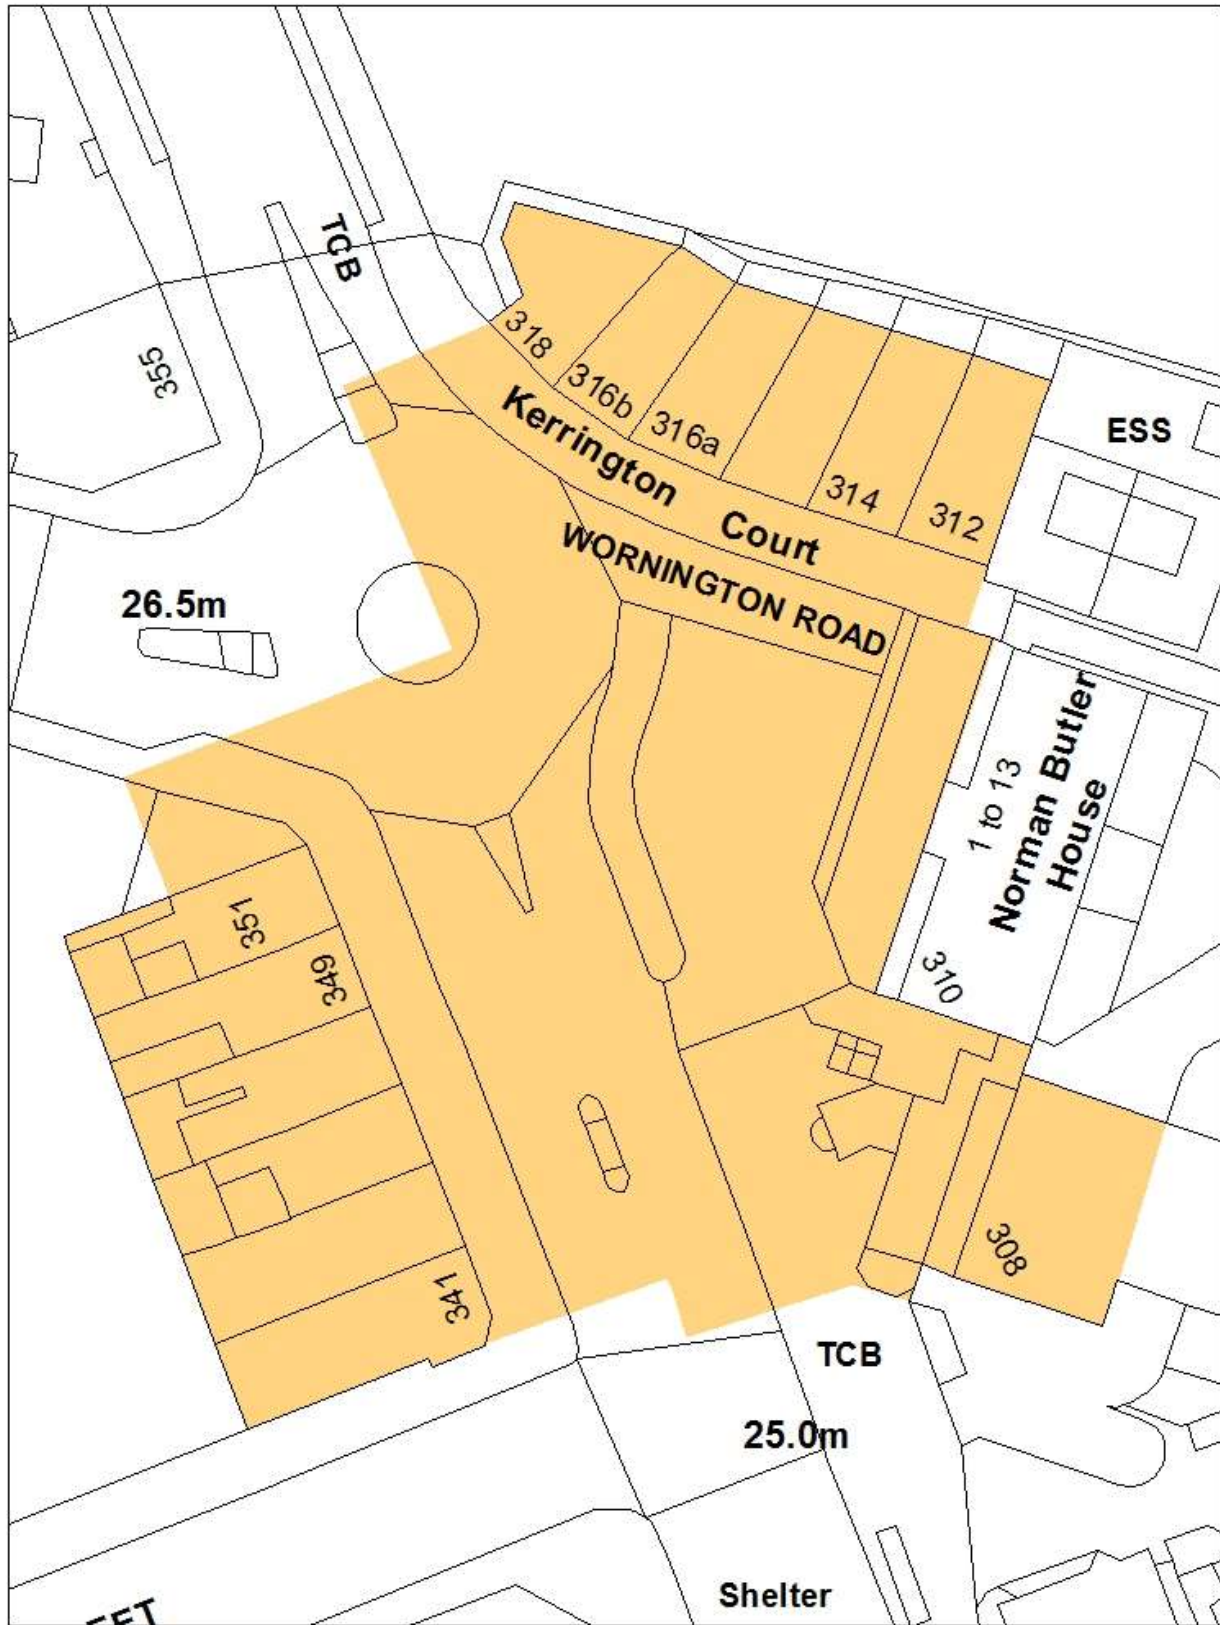 TCB
355
318
316b
316a
314
312
ESS
Kerrington Court
WORNINGTON ROAD
26.5m
Norman Butler
House
1 to 13
310
351
349
341
308
TCB
25.0m
Shelter